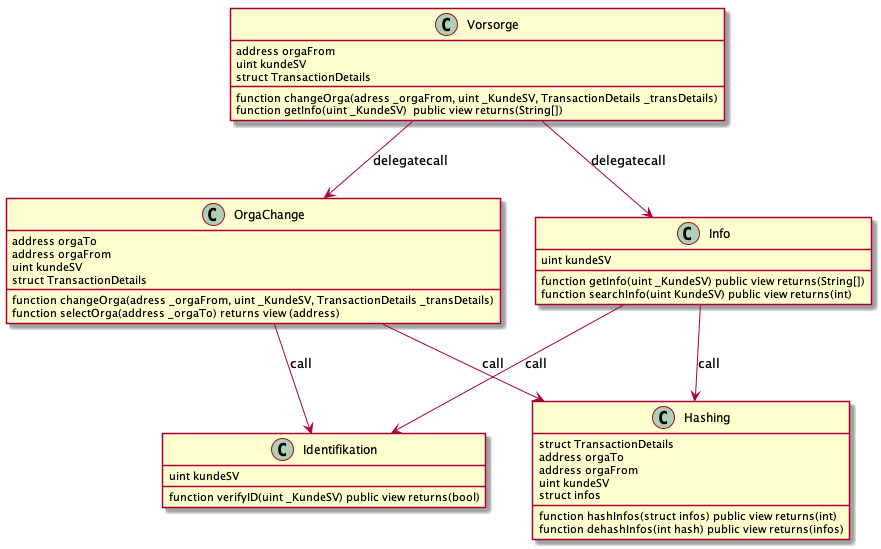 C Vorsorge
address orgaFrom
uint kundeSV
struct TransactionDetails
function changeOrga(adress _orgaFrom, uint _KundeSV, TransactionDetails _transDetails)
function getInfo(uint _KundeSV)  public view returns(String[])
delegatecall
delegatecall
C OrgaChange
address orgaTo
address orgaFrom
uint kundeSV
struct TransactionDetails
function changeOrga(adress _orgaFrom, uint _KundeSV, TransactionDetails _transDetails)
function selectOrga(address _orgaTo) returns view (address)
C Info
uint kundeSV
function getInfo(uint _KundeSV) public view returns(String[])
function searchInfo(uint KundeSV) public view returns(int)
call
call
call
call
C Identifikation
uint kundeSV
function verifyID(uint _KundeSV) public view returns(bool)
C Hashing
struct TransactionDetails
address orgaTo
address orgaFrom
uint kundeSV
struct infos
function hashInfos(struct infos) public view returns(int)
function dehashInfos(int hash) public view returns(infos)